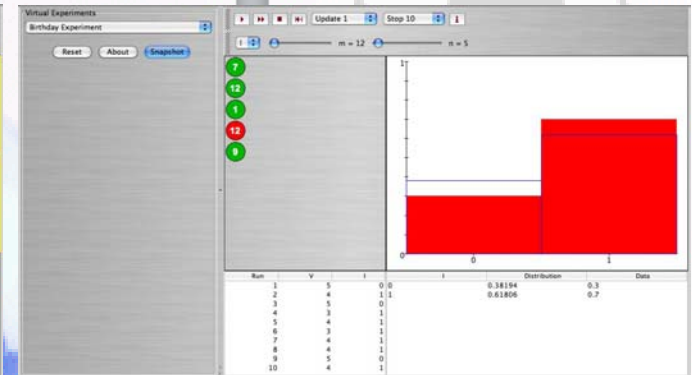 Virtual Experiments
Birthday Experiment
Reset About Snapshot
Update 1 Stop 10
I m = 12 n = 5
7
12
1
12
9
1
0
0 1
Run V I
1 5 0
2 4 1
3 5 0
4 3 1
5 4 1
6 3 1
7 4 1
8 4 1
9 5 0
10 4 1
I Distribution Data
0 0.38194 0.3
1 0.61806 0.7